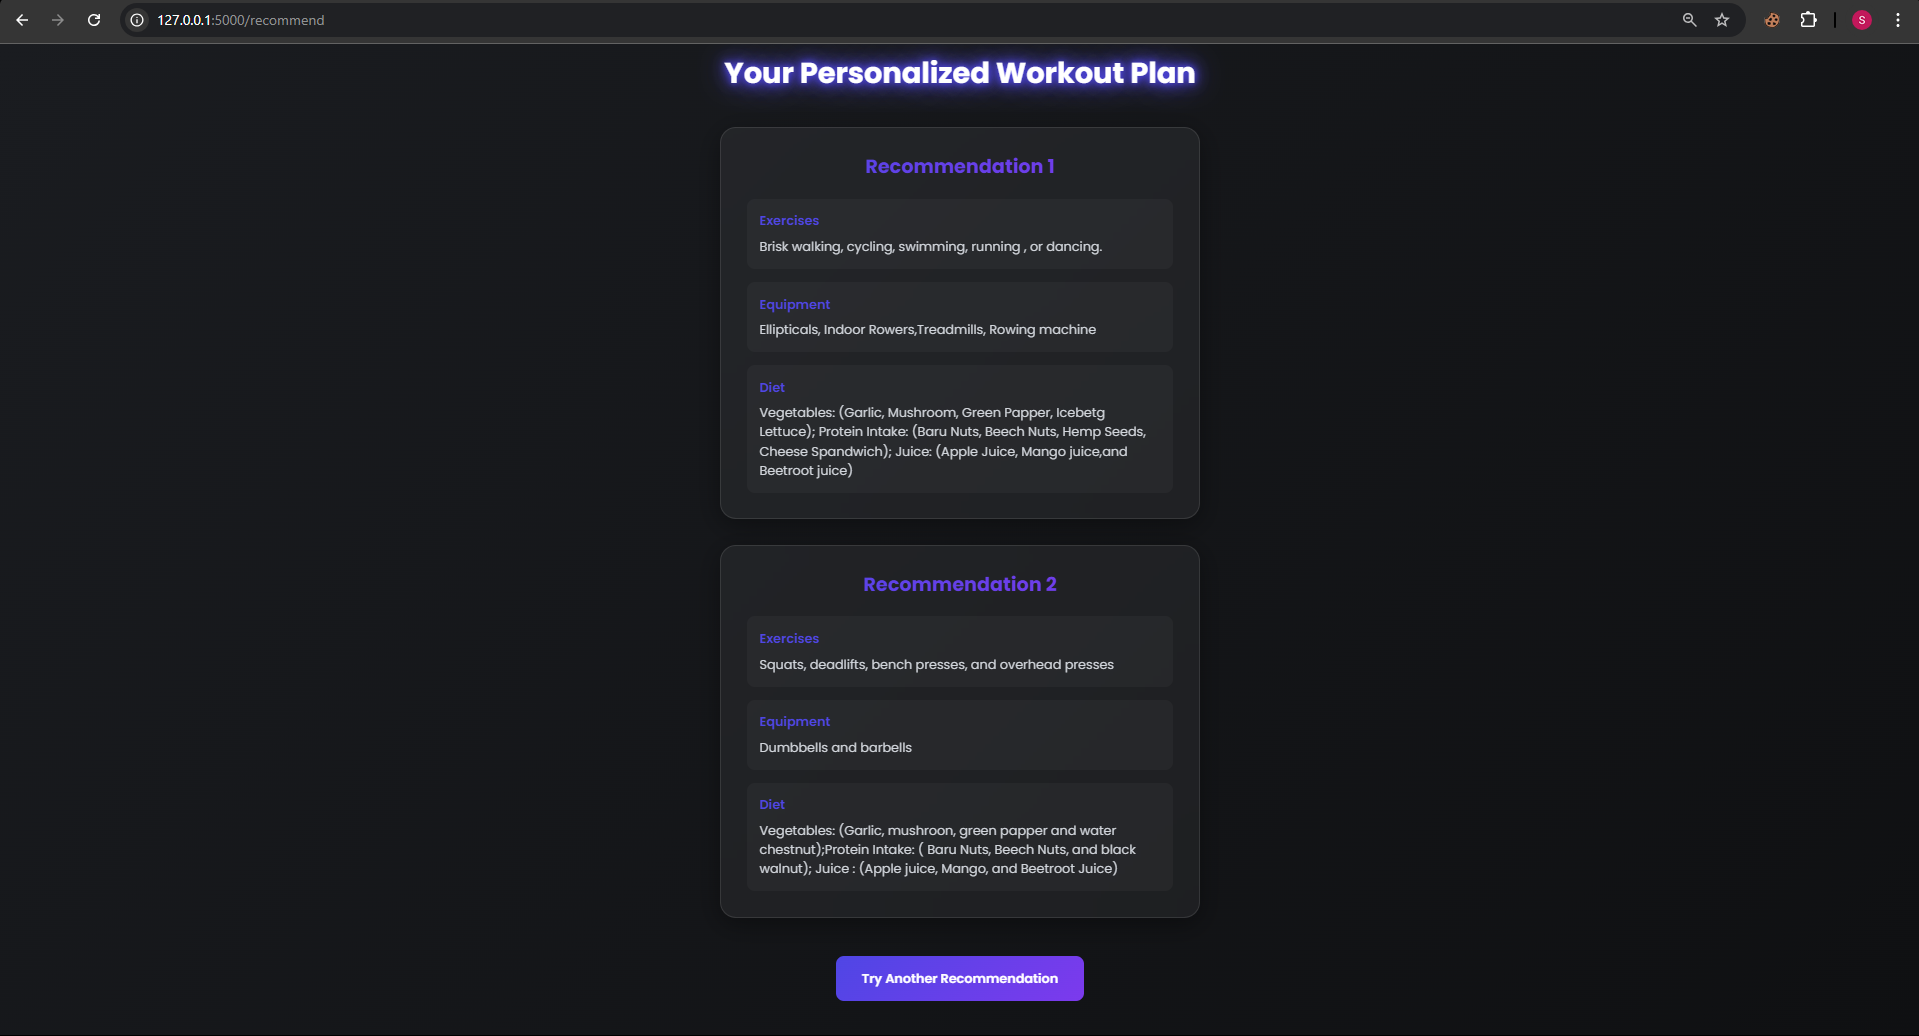 127.0.0.1:5000/recommend
S
Your Personalized Workout Plan
Recommendation 1
Exercises
Brisk walking, cycling, swimming, running , or dancing.
Equipment
Ellipticals, Indoor Rowers,Treadmills, Rowing machine
Diet
Vegetables: (Garlic, Mushroom, Green Papper, Icebetg
Lettuce); Protein Intake: (Baru Nuts, Beech Nuts, Hemp Seeds,
Cheese Spandwich); Juice: (Apple Juice, Mango juice,and
Beetroot juice)
Recommendation 2
Exercises
Squats, deadlifts, bench presses, and overhead presses
Equipment
Dumbbells and barbells
Diet
Vegetables: (Garlic, mushroon, green papper and water
chestnut);Protein Intake: ( Baru Nuts, Beech Nuts, and black
walnut); Juice : (Apple juice, Mango, and Beetroot Juice)
Try Another Recommendation